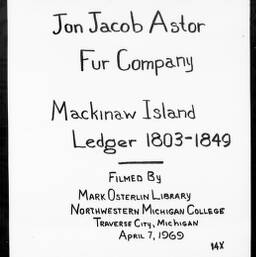 Jon Jacob Astor
Fur Company
Mackinaw Island
Ledger 1803-1849
Filmed By
Mark Osterlin Library
Northwestern Michigan College
Traverse City, Michigan
April 7, 1969
14X